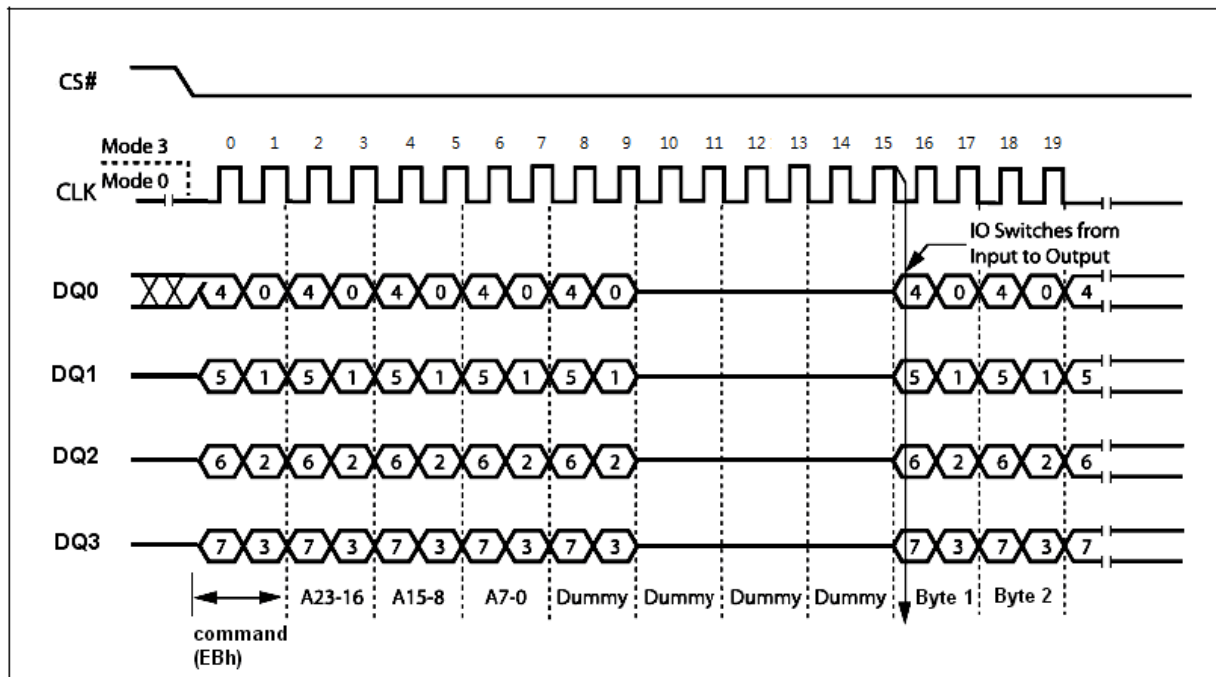 CS#
Mode 3
0 1 2 3 4 5 6 7 8 9 10 11 12 13 14 15 16 17 18 19
CLK
Mode 0
IO Switches from
Input to Output
DQ0 4 0 4 0 4 0 4 0 4 0 4 0 4 0 4
DQ1 5 1 5 1 5 1 5 1 5 1 5 1 5 1 5
DQ2 6 2 6 2 6 2 6 2 6 2 6 2 6 2 6
DQ3 7 3 7 3 7 3 7 3 7 3 7 3 7 3 7
A23-16 A15-8 A7-0 Dummy Dummy Dummy Dummy Byte 1 Byte 2
command
(EBh)